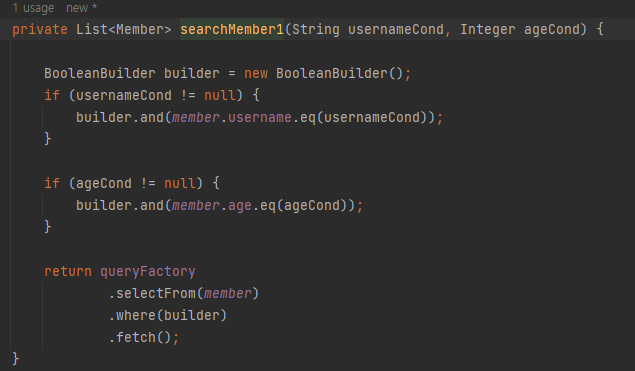 1 usage new *
private List<Member> searchMember1(String usernameCond, Integer ageCond) {
BooleanBuilder builder = new BooleanBuilder();
if (usernameCond != null) {
builder.and(member.username.eq(usernameCond));
}
if (ageCond != null) {
builder.and(member.age.eq(ageCond));
}
return queryFactory
.selectFrom(member)
.where(builder)
.fetch();
}